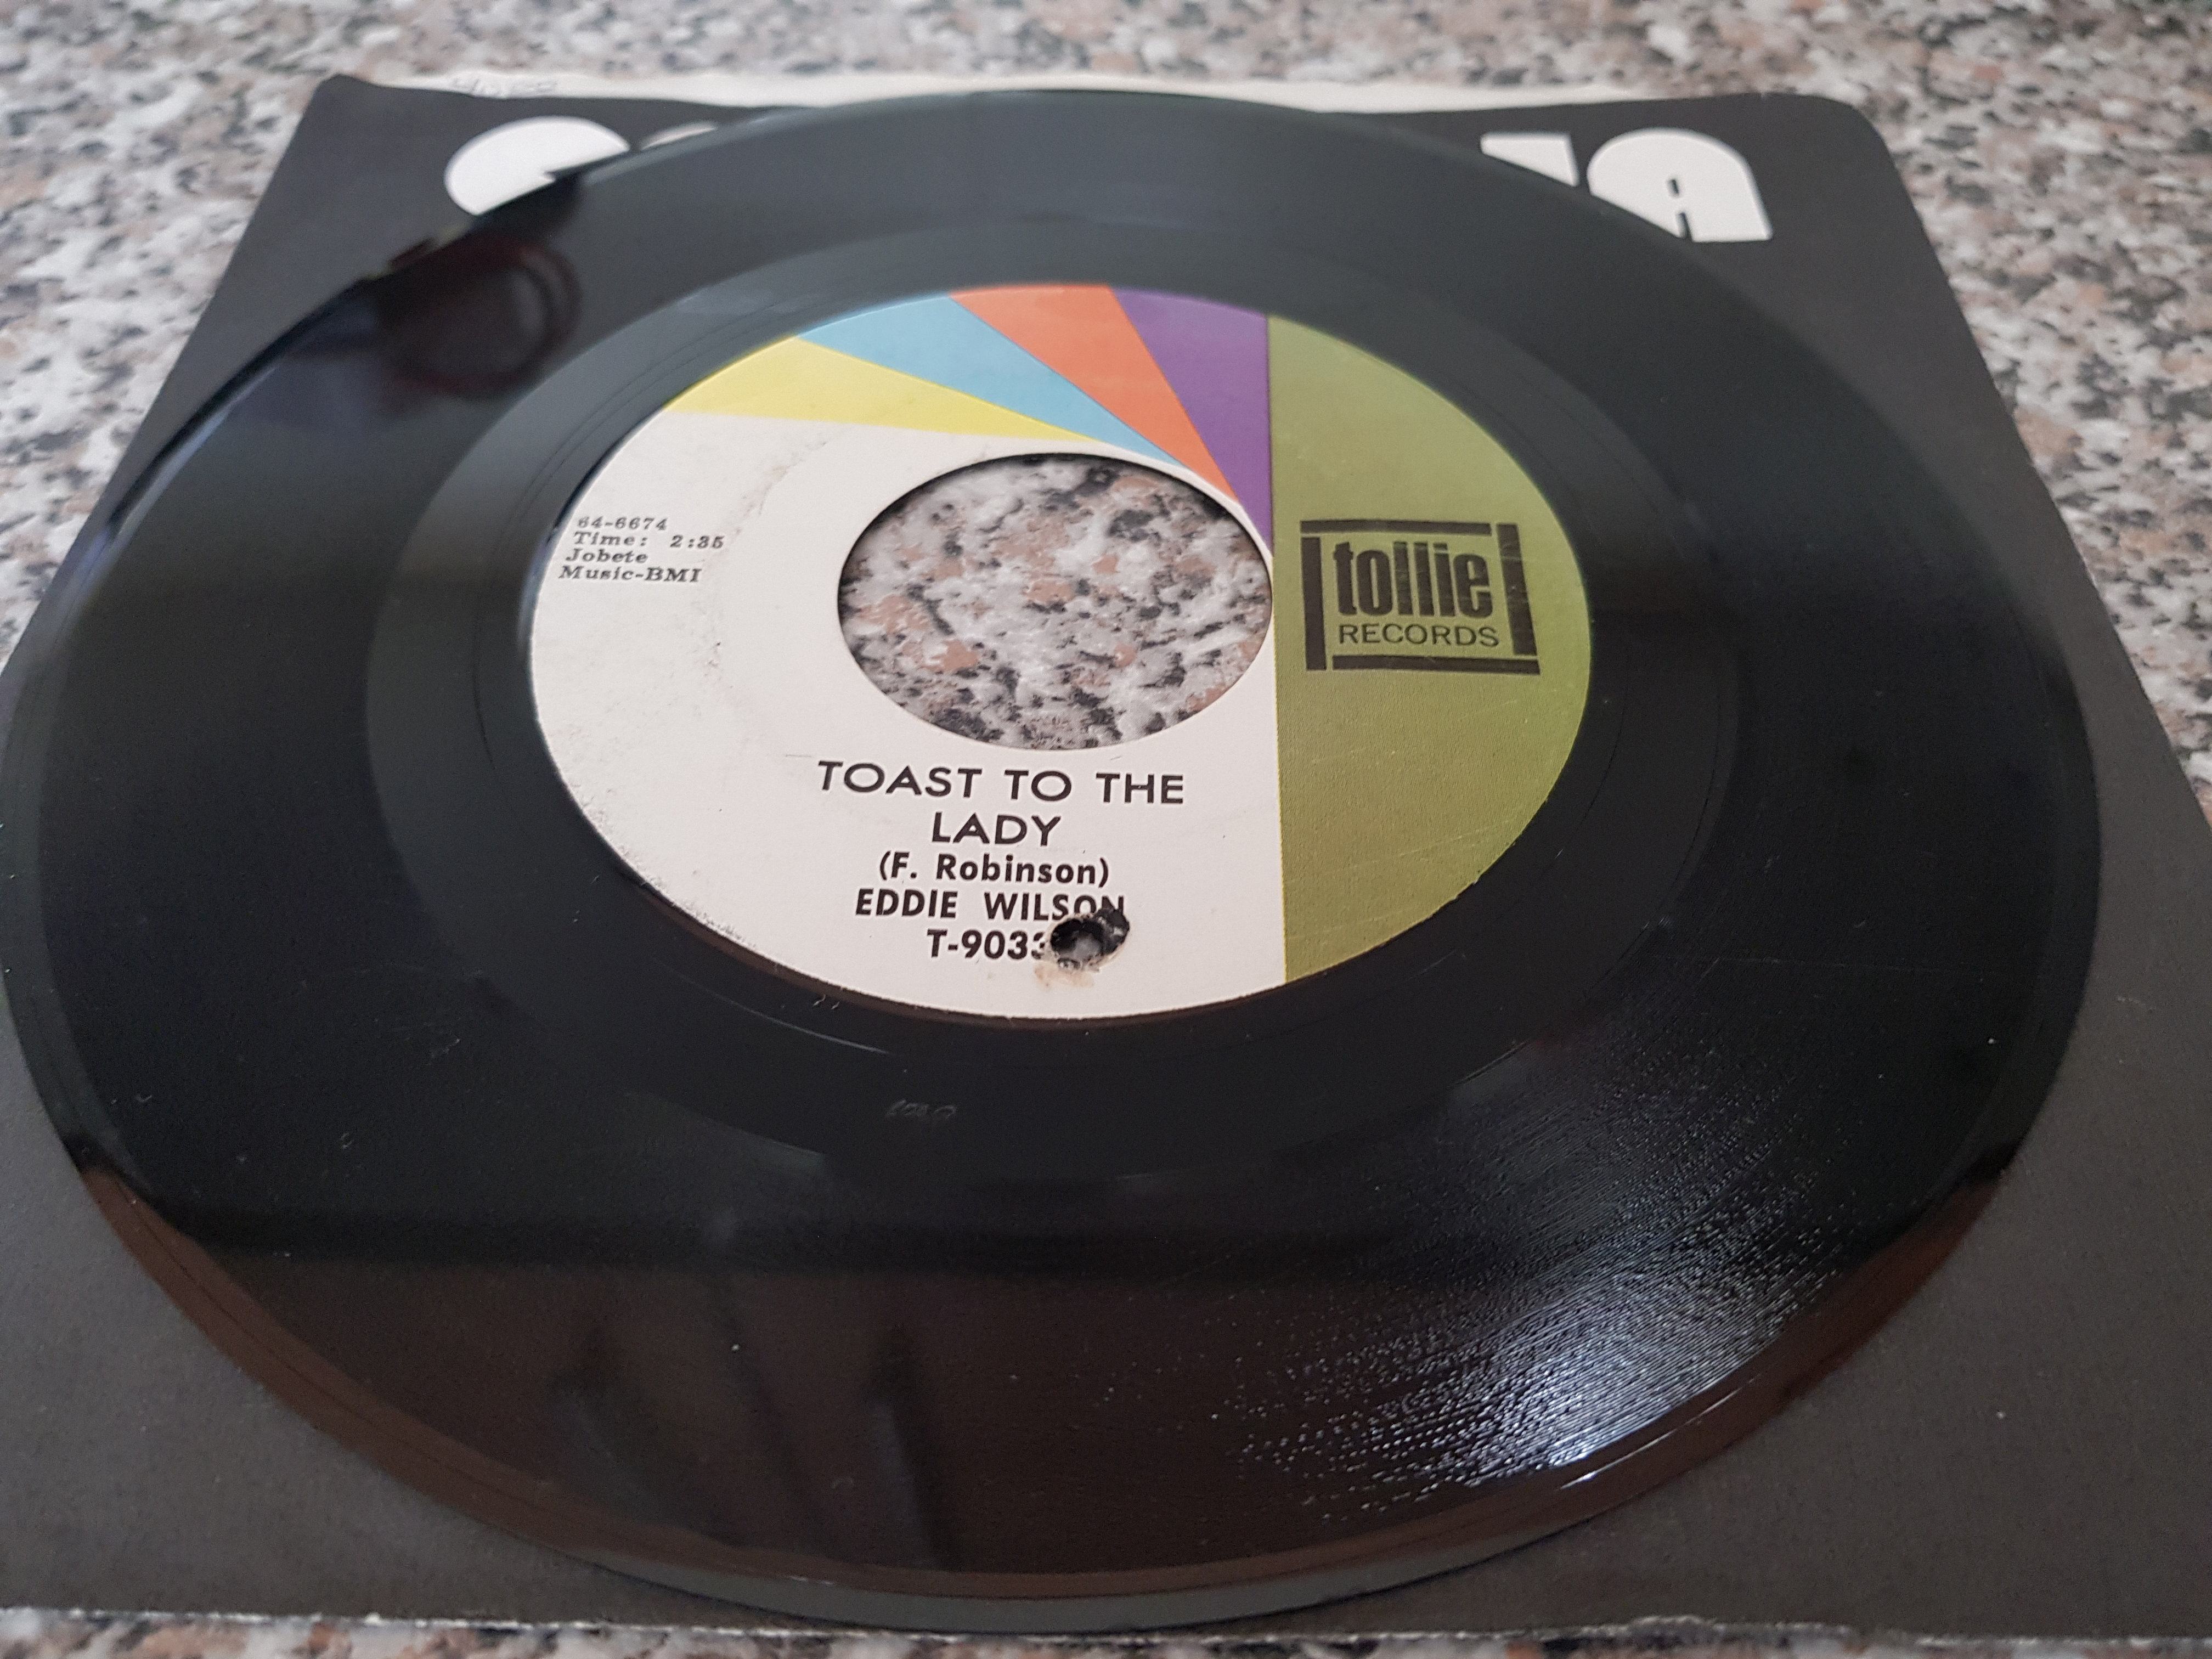 64-6674
Time: 2:35
Jobete
Music-BMI
tollie
RECORDS
TOAST TO THE
LADY
(F. Robinson)
EDDIE WILSON
T-9033